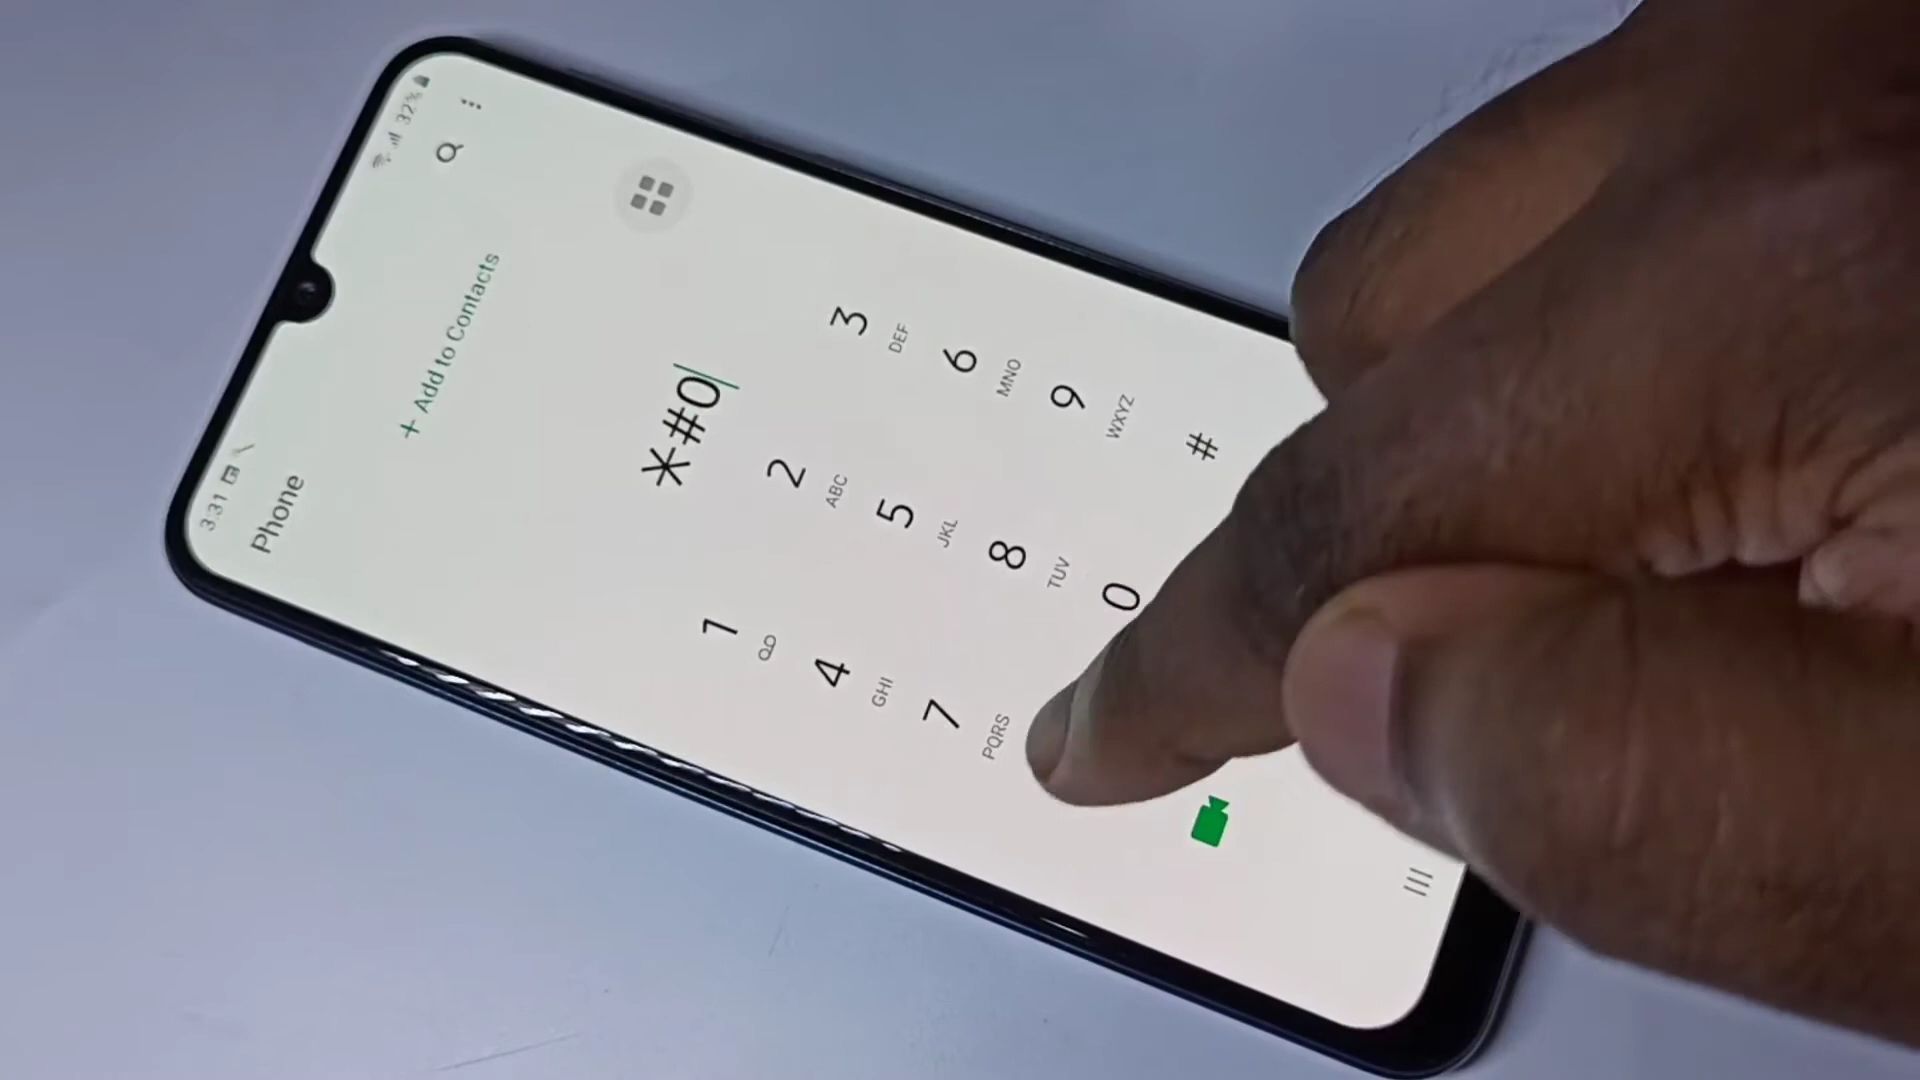 3:31
32%
Phone
+ Add to Contacts
*#0
1
2 ABC
3 DEF
4 GHI
5 JKL
6 MNO
7 PQRS
8 TUV
9 WXYZ
0
#